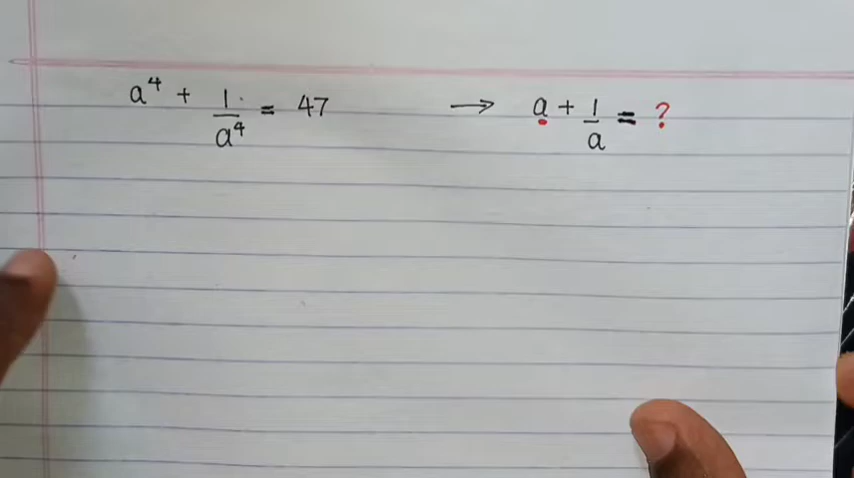 a⁴ + 1/a⁴ = 47 → a + 1/a = ?